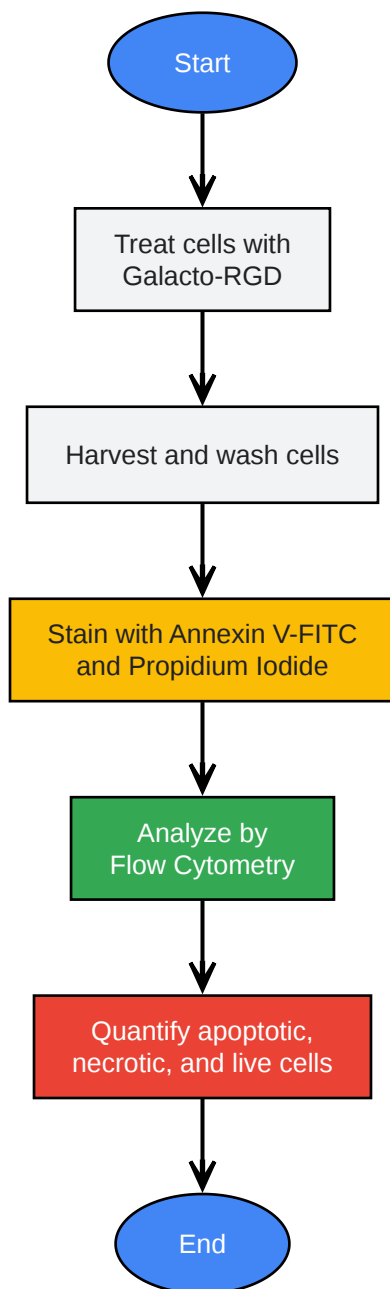 Start
Treat cells with
Galacto-RGD
Harvest and wash cells
Stain with Annexin V-FITC
and Propidium Iodide
Analyze by
Flow Cytometry
Quantify apoptotic,
necrotic, and live cells
End